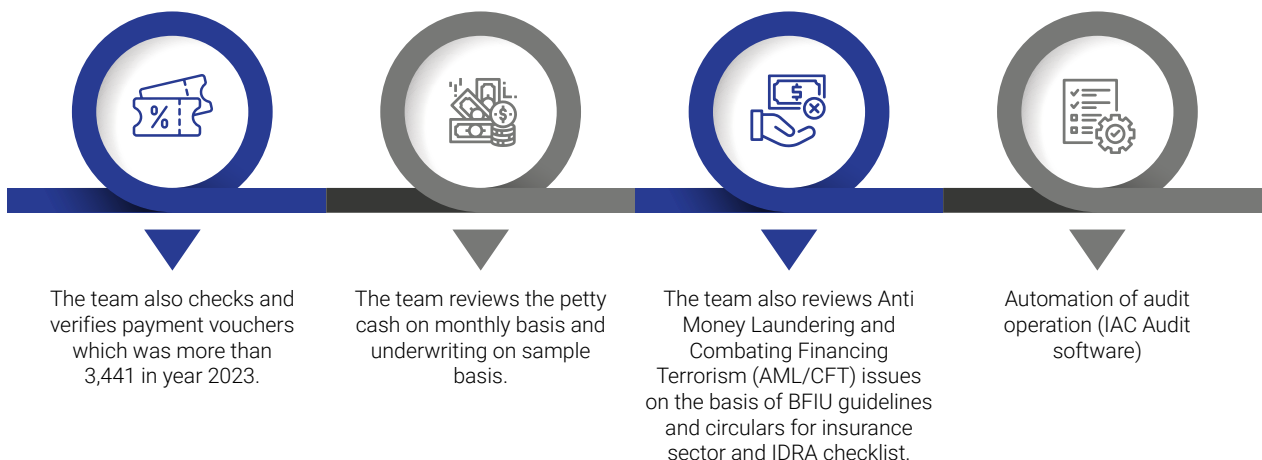 %
$
$
The team also checks and
verifies payment vouchers
which was more than
3,441 in year 2023.
The team reviews the petty
cash on monthly basis and
underwriting on sample
basis.
The team also reviews Anti
Money Laundering and
Combating Financing
Terrorism (AML/CFT) issues
on the basis of BFIU guidelines
and circulars for insurance
sector and IDRA checklist.
Automation of audit
operation (IAC Audit
software)